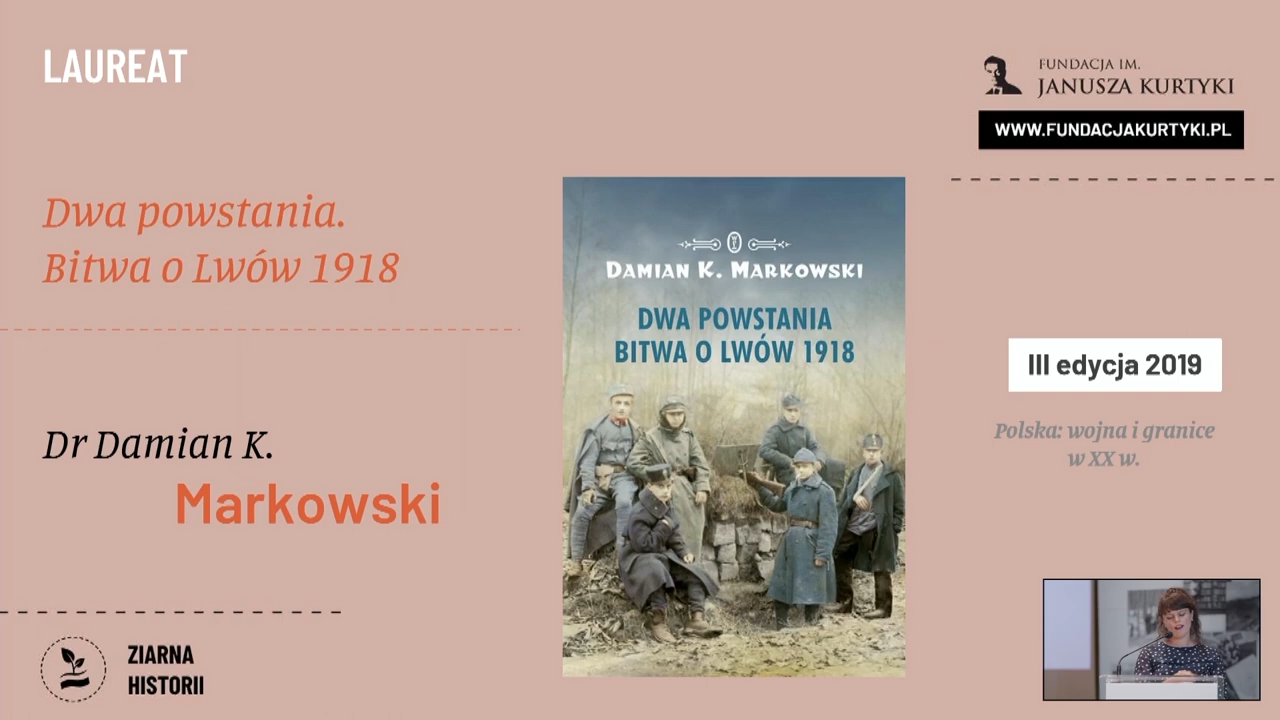 LAUREAT
FUNDACJA IM.
JANUSZA KURTYKI
WWW.FUNDACJAKURTYKI.PL
Dwa powstania.
Bitwa o Lwów 1918
DAMIAN K. MARKOWSKI
DWA POWSTANIA
BITWA O LWÓW 1918
III edycja 2019
Polska: wojna i granice
w XX w.
Dr Damian K.
Markowski
ZIARNA
HISTORII